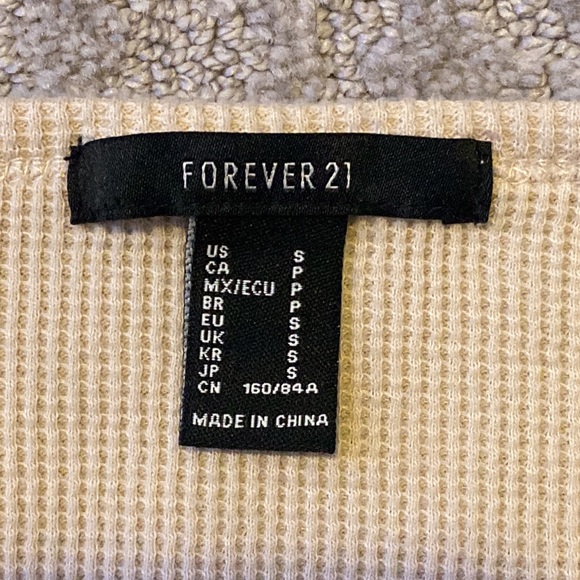 FOREVER 21
US S
CA P
MX/ECU P
BR P
EU S
UK S
KR S
JP S
CN 160/84A
MADE IN CHINA